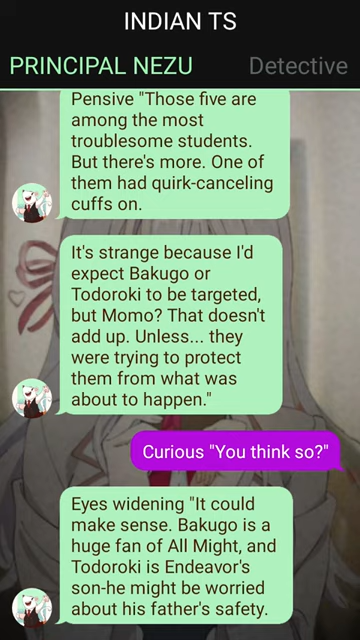 INDIAN TS
PRINCIPAL NEZU
Detective
Pensive "Those five are
among the most
troublesome students.
But there's more. One of
them had quirk-canceling
cuffs on.
It's strange because I'd
expect Bakugo or
Todoroki to be targeted,
but Momo? That doesn't
add up. Unless... they
were trying to protect
them from what was
about to happen."
Curious "You think so?"
Eyes widening "It could
make sense. Bakugo is a
huge fan of All Might, and
Todoroki is Endeavor's
son-he might be worried
about his father's safety.